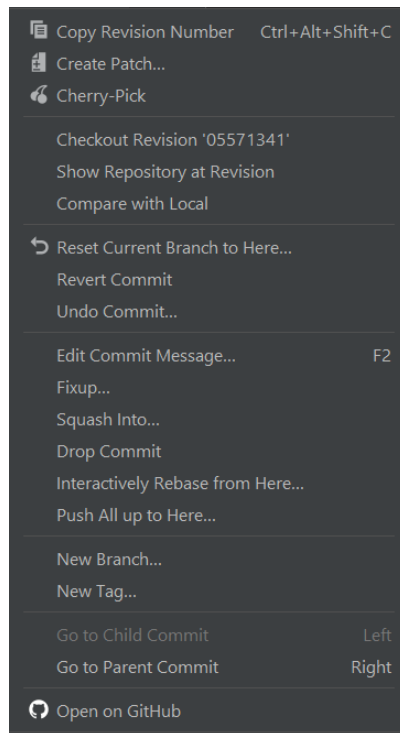 Copy Revision Number Ctrl+Alt+Shift+C
Create Patch...
Cherry-Pick
Checkout Revision '05571341'
Show Repository at Revision
Compare with Local
Reset Current Branch to Here...
Revert Commit
Undo Commit...
Edit Commit Message... F2
Fixup...
Squash Into...
Drop Commit
Interactively Rebase from Here...
Push All up to Here...
New Branch...
New Tag...
Go to Child Commit Left
Go to Parent Commit Right
Open on GitHub